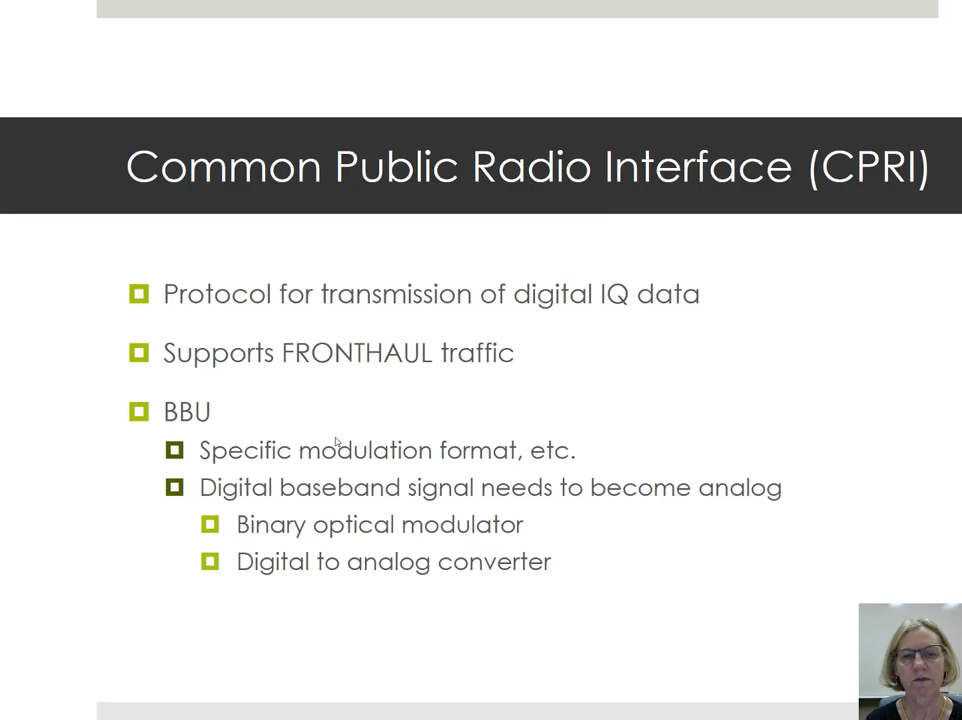 Common Public Radio Interface (CPRI)
Protocol for transmission of digital IQ data
Supports FRONTHAUL traffic
BBU
Specific modulation format, etc.
Digital baseband signal needs to become analog
Binary optical modulator
Digital to analog converter